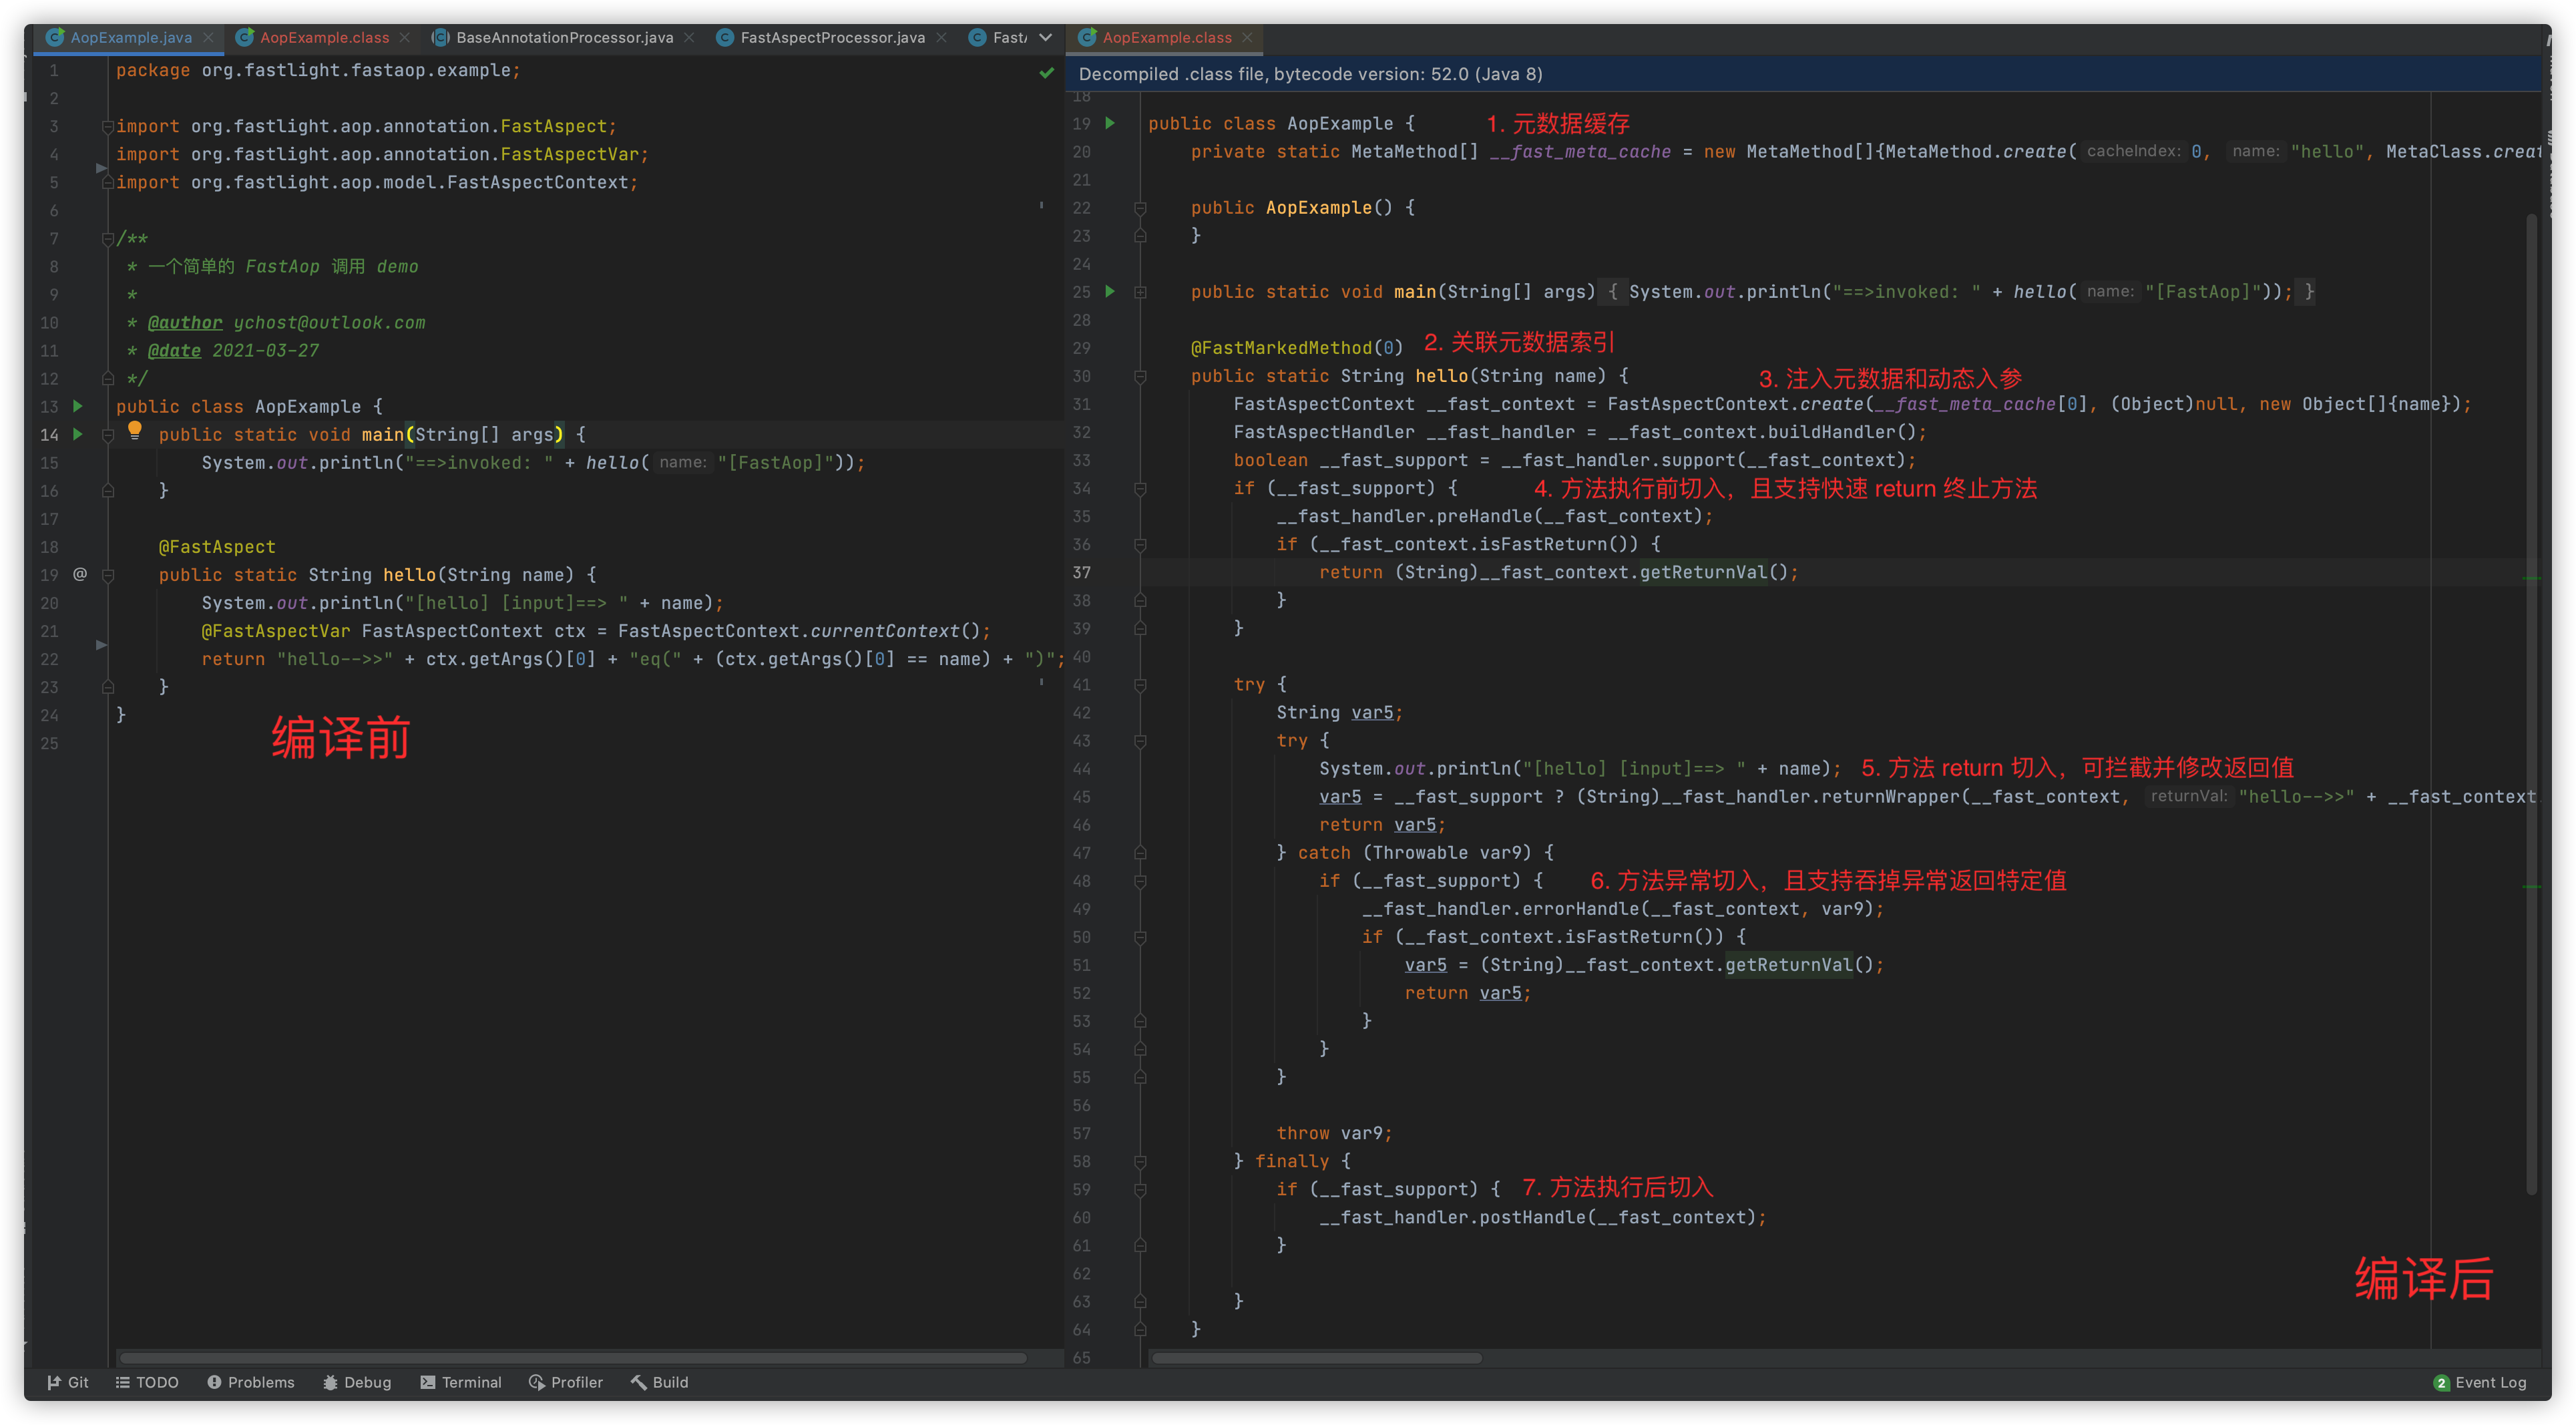 AopExample.java
AopExample.class
BaseAnnotationProcessor.java
FastAspectProcessor.java
1 package org.fastlight.fastaop.example;
2
3 import org.fastlight.aop.annotation.FastAspect;
4 import org.fastlight.aop.annotation.FastAspectVar;
5 import org.fastlight.aop.model.FastAspectContext;
6
7 /**
8 * 一个简单的 FastAop 调用 demo
9 *
10 * @author ychost@outlook.com
11 * @date 2021-03-27
12 */
13 public class AopExample {
14 public static void main(String[] args) {
15 System.out.println("==>invoked: " + hello( name: "[FastAop]"));
16 }
17
18 @FastAspect
19 @ public static String hello(String name) {
20 System.out.println("[hello] [input]==> " + name);
21 @FastAspectVar FastAspectContext ctx = FastAspectContext.currentContext();
22 return "hello-->>" + ctx.getArgs()[0] + "eq(" + (ctx.getArgs()[0] == name) + ")";
23 }
24 }
25
编译前
AopExample.class
Decompiled .class file, bytecode version: 52.0 (Java 8)
18
19 public class AopExample { 1. 元数据缓存
20 private static MetaMethod[] __fast_meta_cache = new MetaMethod[]{MetaMethod.create( cacheIndex: 0, name: "hello", MetaClass.creat
21
22 public AopExample() {
23 }
24
25 public static void main(String[] args) { System.out.println("==>invoked: " + hello( name: "[FastAop]")); }
28
29 @FastMarkedMethod(0) 2. 关联元数据索引
30 public static String hello(String name) { 3. 注入元数据和动态入参
31 FastAspectContext __fast_context = FastAspectContext.create(__fast_meta_cache[0], (Object)null, new Object[]{name});
32 FastAspectHandler __fast_handler = __fast_context.buildHandler();
33 boolean __fast_support = __fast_handler.support(__fast_context);
34 if (__fast_support) { 4. 方法执行前切入，且支持快速 return 终止方法
35 __fast_handler.preHandle(__fast_context);
36 if (__fast_context.isFastReturn()) {
37 return (String)__fast_context.getReturnVal();
38 }
39 }
40
41 try {
42 String var5;
43 try {
44 System.out.println("[hello] [input]==> " + name); 5. 方法 return 切入，可拦截并修改返回值
45 var5 = __fast_support ? (String)__fast_handler.returnWrapper(__fast_context, returnVal: "hello-->>" + __fast_context.
46 return var5;
47 } catch (Throwable var9) {
48 if (__fast_support) { 6. 方法异常切入，且支持吞掉异常返回特定值
49 __fast_handler.errorHandle(__fast_context, var9);
50 if (__fast_context.isFastReturn()) {
51 var5 = (String)__fast_context.getReturnVal();
52 return var5;
53 }
54 }
55 }
56
57 throw var9;
58 } finally {
59 if (__fast_support) { 7. 方法执行后切入
60 __fast_handler.postHandle(__fast_context);
61 }
62
63 }
64 }
65
编译后
Git TODO Problems Debug Terminal Profiler Build 2 Event Log